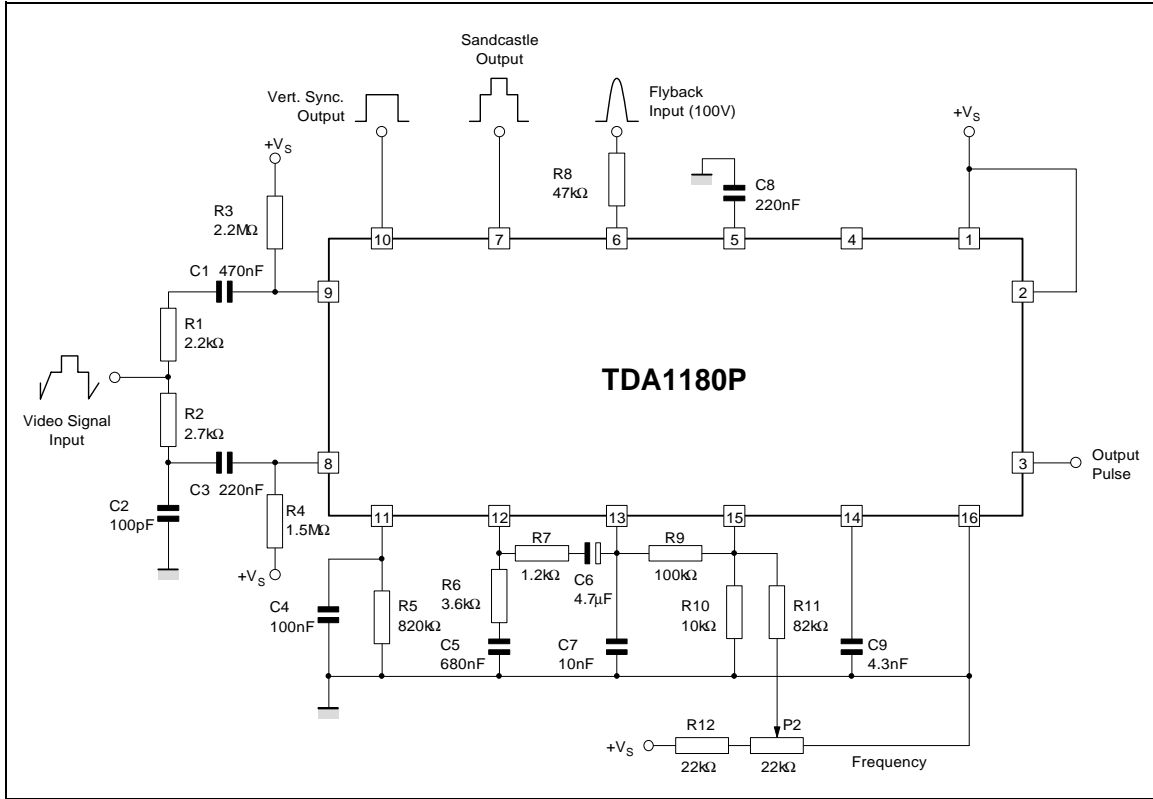 Sandcastle
Output
Vert. Sync.
Output
Flyback
Input (100V)
+VS
+VS
R3
2.2MΩ
R8
47kΩ
C8
220nF
10
7
6
5
4
1
C1 470nF
9
2
R1
2.2kΩ
TDA1180P
Video Signal
Input
R2
2.7kΩ
8
3
Output
Pulse
C3 220nF
C2
100pF
R4
1.5MΩ
11
12
13
15
14
16
R7
1.2kΩ
C6
4.7µF
R9
100kΩ
+VS
R6
3.6kΩ
C4
100nF
R5
820kΩ
R10
10kΩ
R11
82kΩ
C5
680nF
C7
10nF
C9
4.3nF
R12
P2
+VS
22kΩ
22kΩ
Frequency